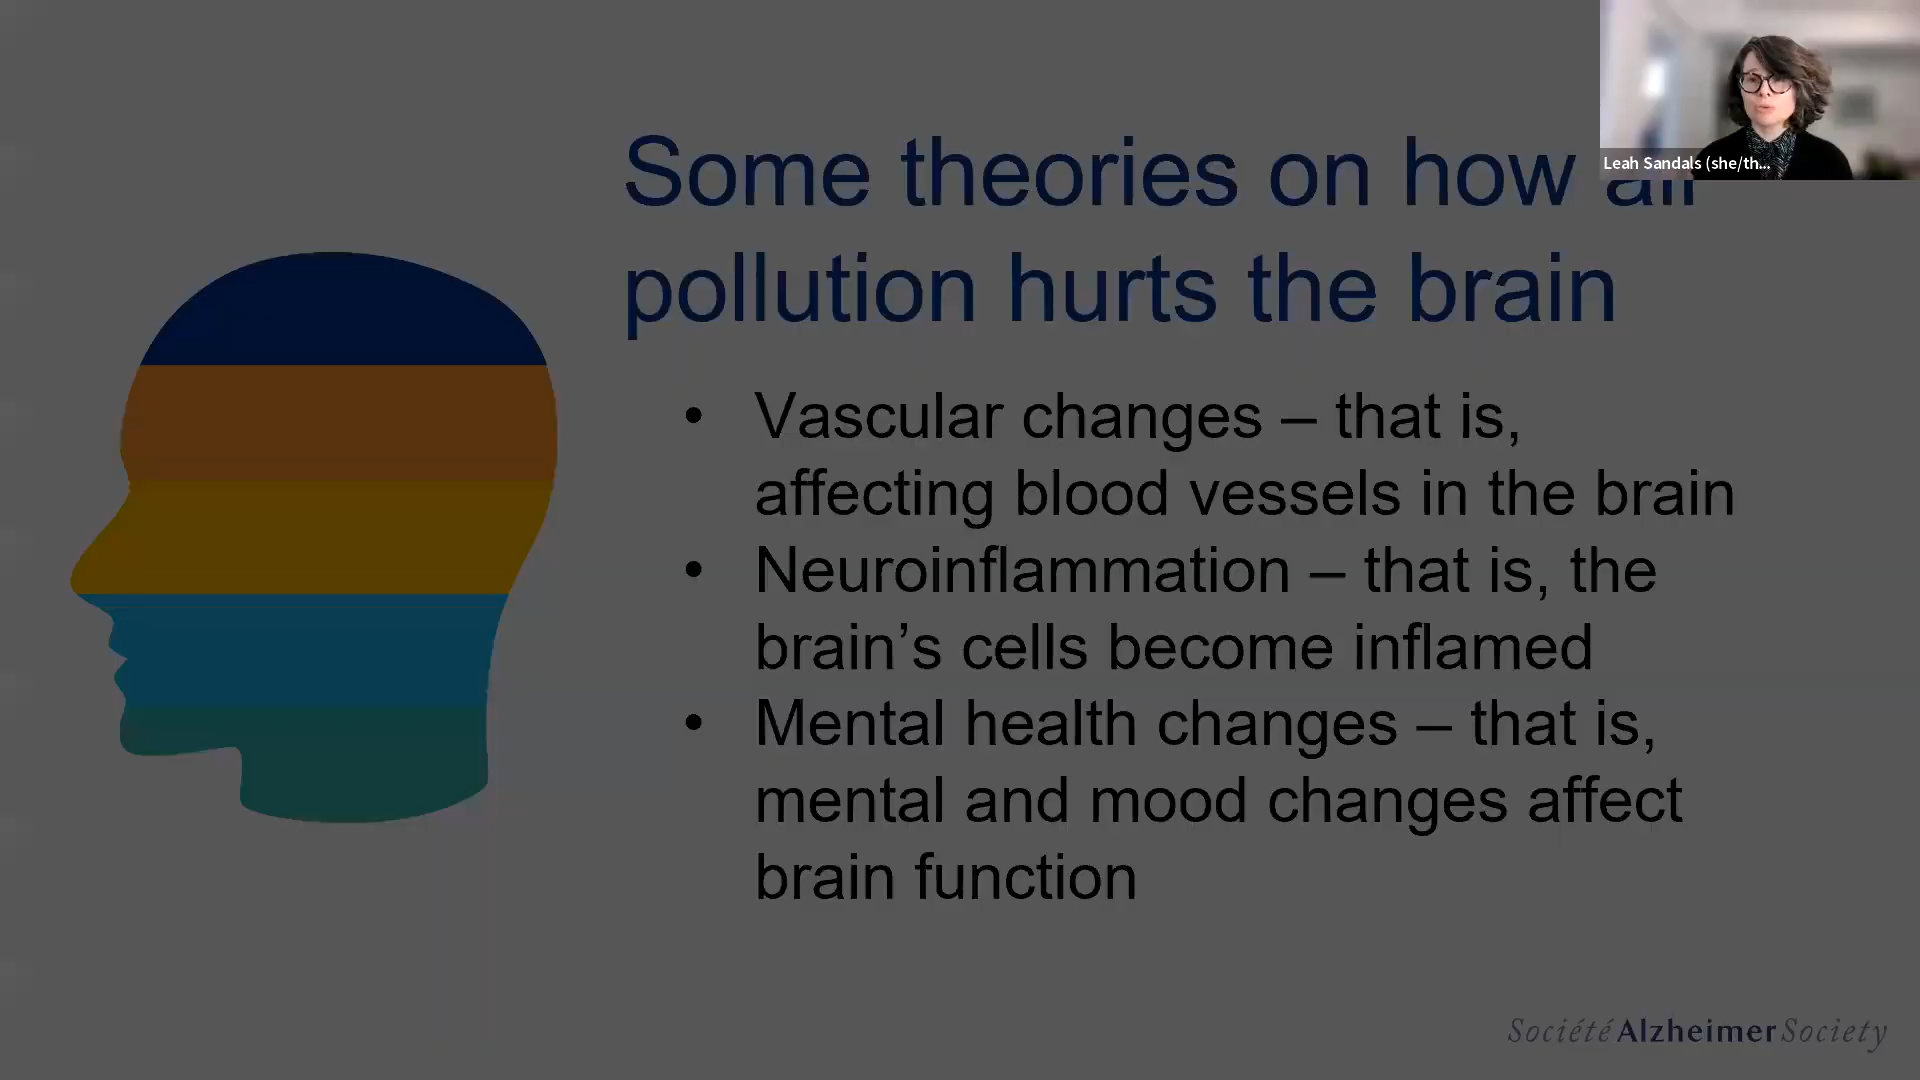 Leah Sandals (she/th...
Some theories on how air
pollution hurts the brain
• Vascular changes – that is,
affecting blood vessels in the brain
• Neuroinflammation – that is, the
brain’s cells become inflamed
• Mental health changes – that is,
mental and mood changes affect
brain function
Société Alzheimer Society